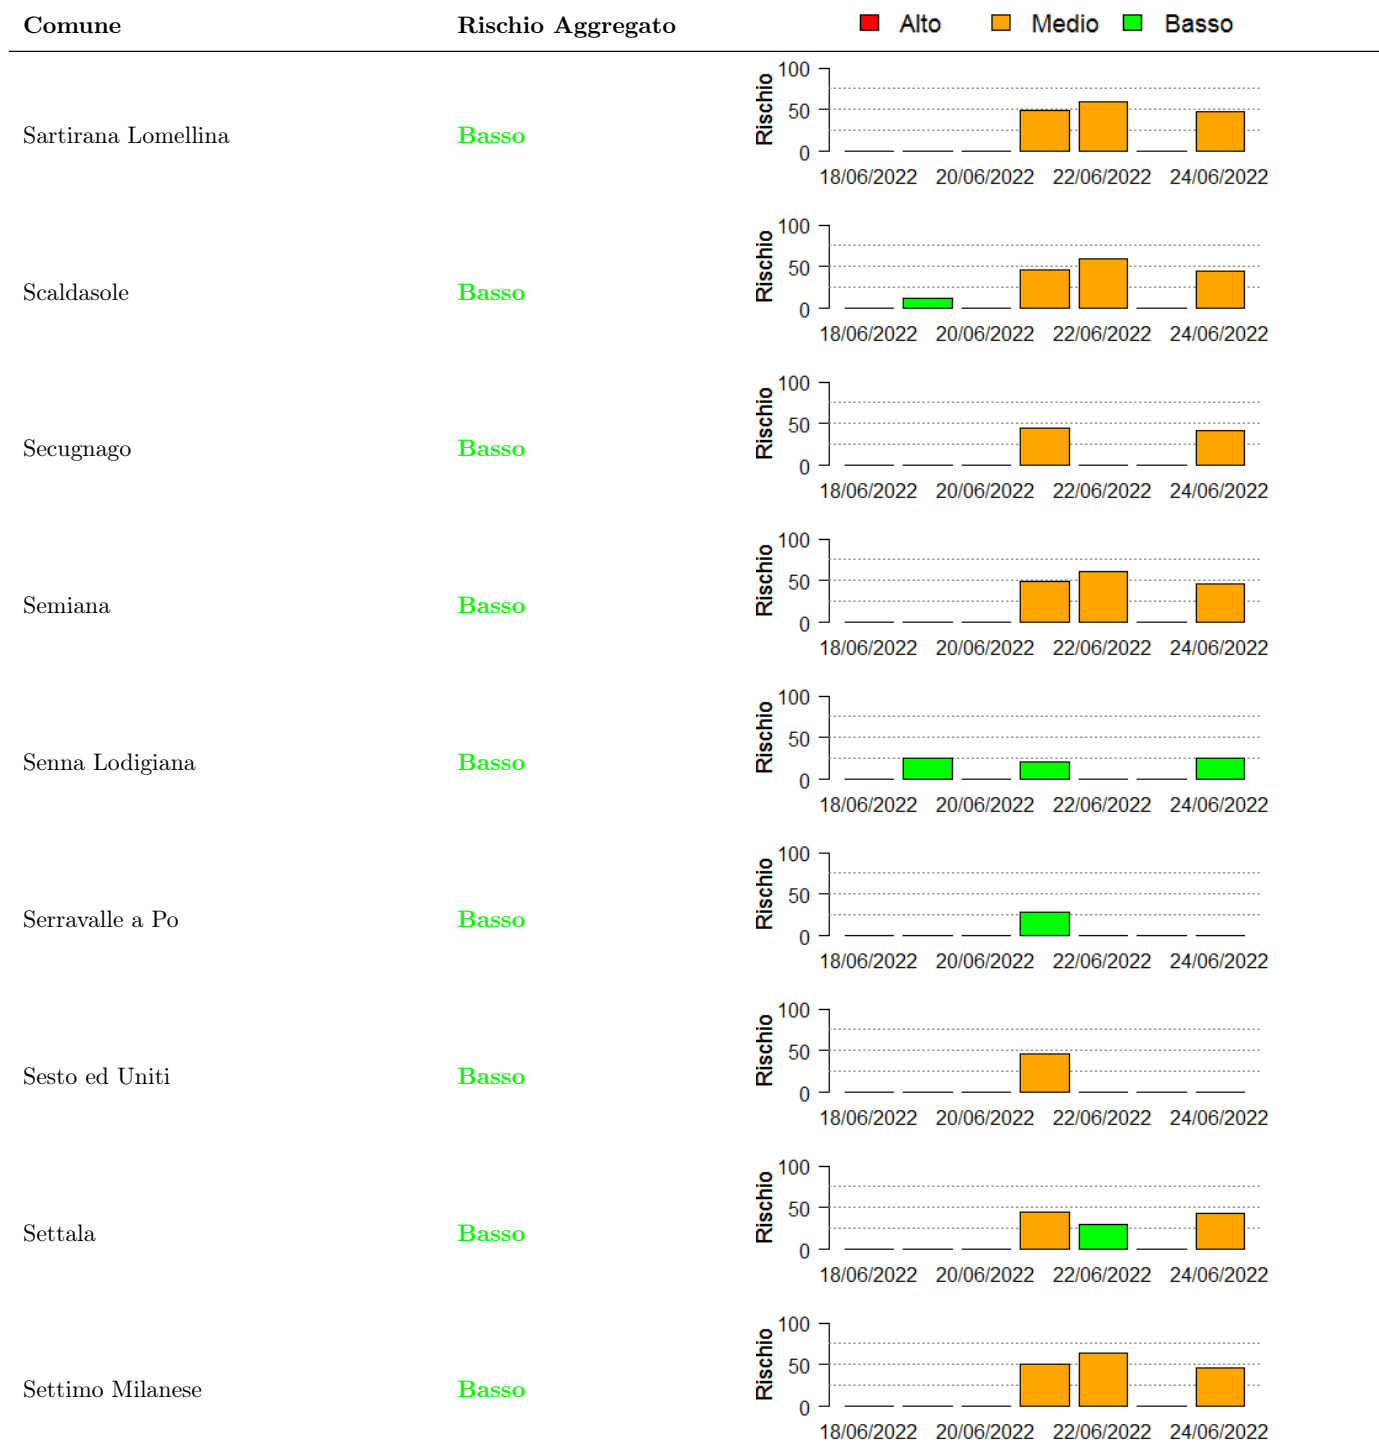 Comune Rischio Aggregato Alto Medio Basso
Sartirana Lomellina Basso Rischio 100 50 0
18/06/2022 20/06/2022 22/06/2022 24/06/2022
Scaldasole Basso Rischio 100 50 0
18/06/2022 20/06/2022 22/06/2022 24/06/2022
Secugnago Basso Rischio 100 50 0
18/06/2022 20/06/2022 22/06/2022 24/06/2022
Semiana Basso Rischio 100 50 0
18/06/2022 20/06/2022 22/06/2022 24/06/2022
Senna Lodigiana Basso Rischio 100 50 0
18/06/2022 20/06/2022 22/06/2022 24/06/2022
Serravalle a Po Basso Rischio 100 50 0
18/06/2022 20/06/2022 22/06/2022 24/06/2022
Sesto ed Uniti Basso Rischio 100 50 0
18/06/2022 20/06/2022 22/06/2022 24/06/2022
Settala Basso Rischio 100 50 0
18/06/2022 20/06/2022 22/06/2022 24/06/2022
Settimo Milanese Basso Rischio 100 50 0
18/06/2022 20/06/2022 22/06/2022 24/06/2022